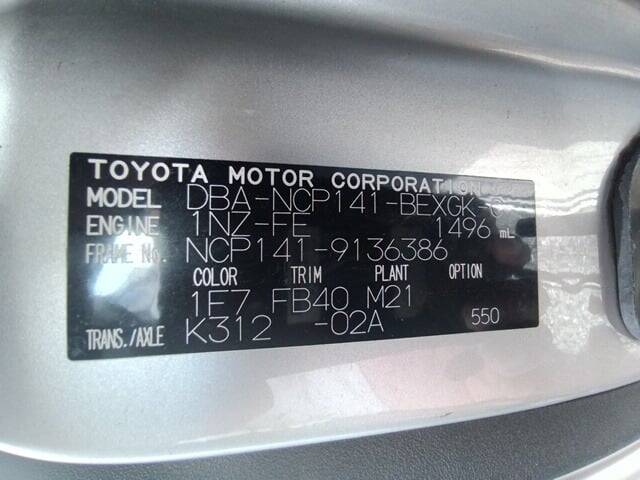 TOYOTA MOTOR CORPORATION
MODEL DBA-NCP141-BEXGK
ENGINE 1NZ-FE 1496 mL
FRAME No. NCP141-9136386
COLOR TRIM PLANT OPTION
1F7 FB40 M21
TRANS./AXLE K312 -02A 550